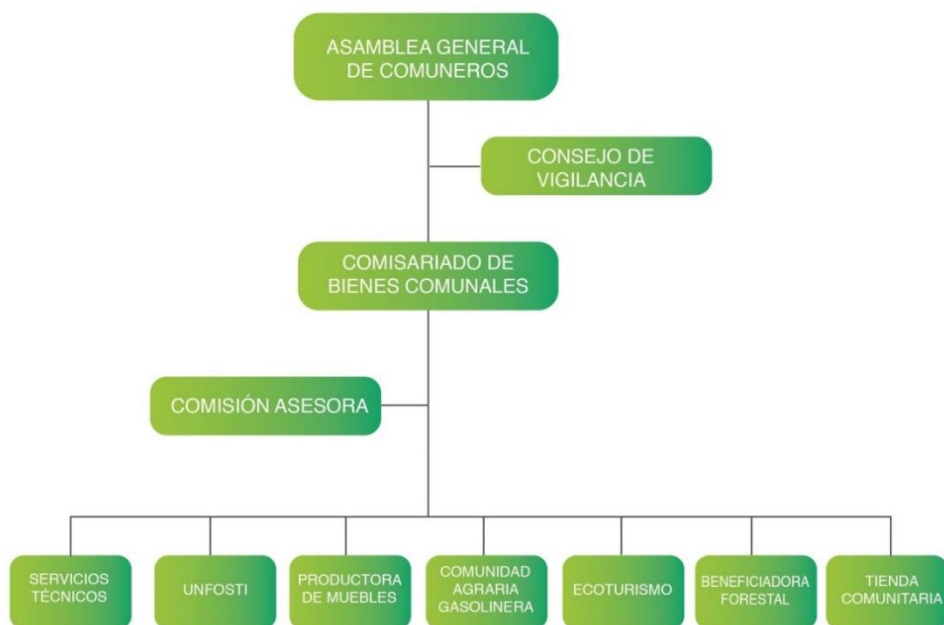 ASAMBLEA GENERAL
DE COMUNEROS
CONSEJO DE
VIGILANCIA
COMISARIADO DE
BIENES COMUNALES
COMISIÓN ASESORA
SERVICIOS
TÉCNICOS
UNFOSTI
PRODUCTORA
DE MUEBLES
COMUNIDAD
AGRARIA
GASOLINERA
ECOTURISMO
BENEFICIADORA
FORESTAL
TIENDA
COMUNITARIA